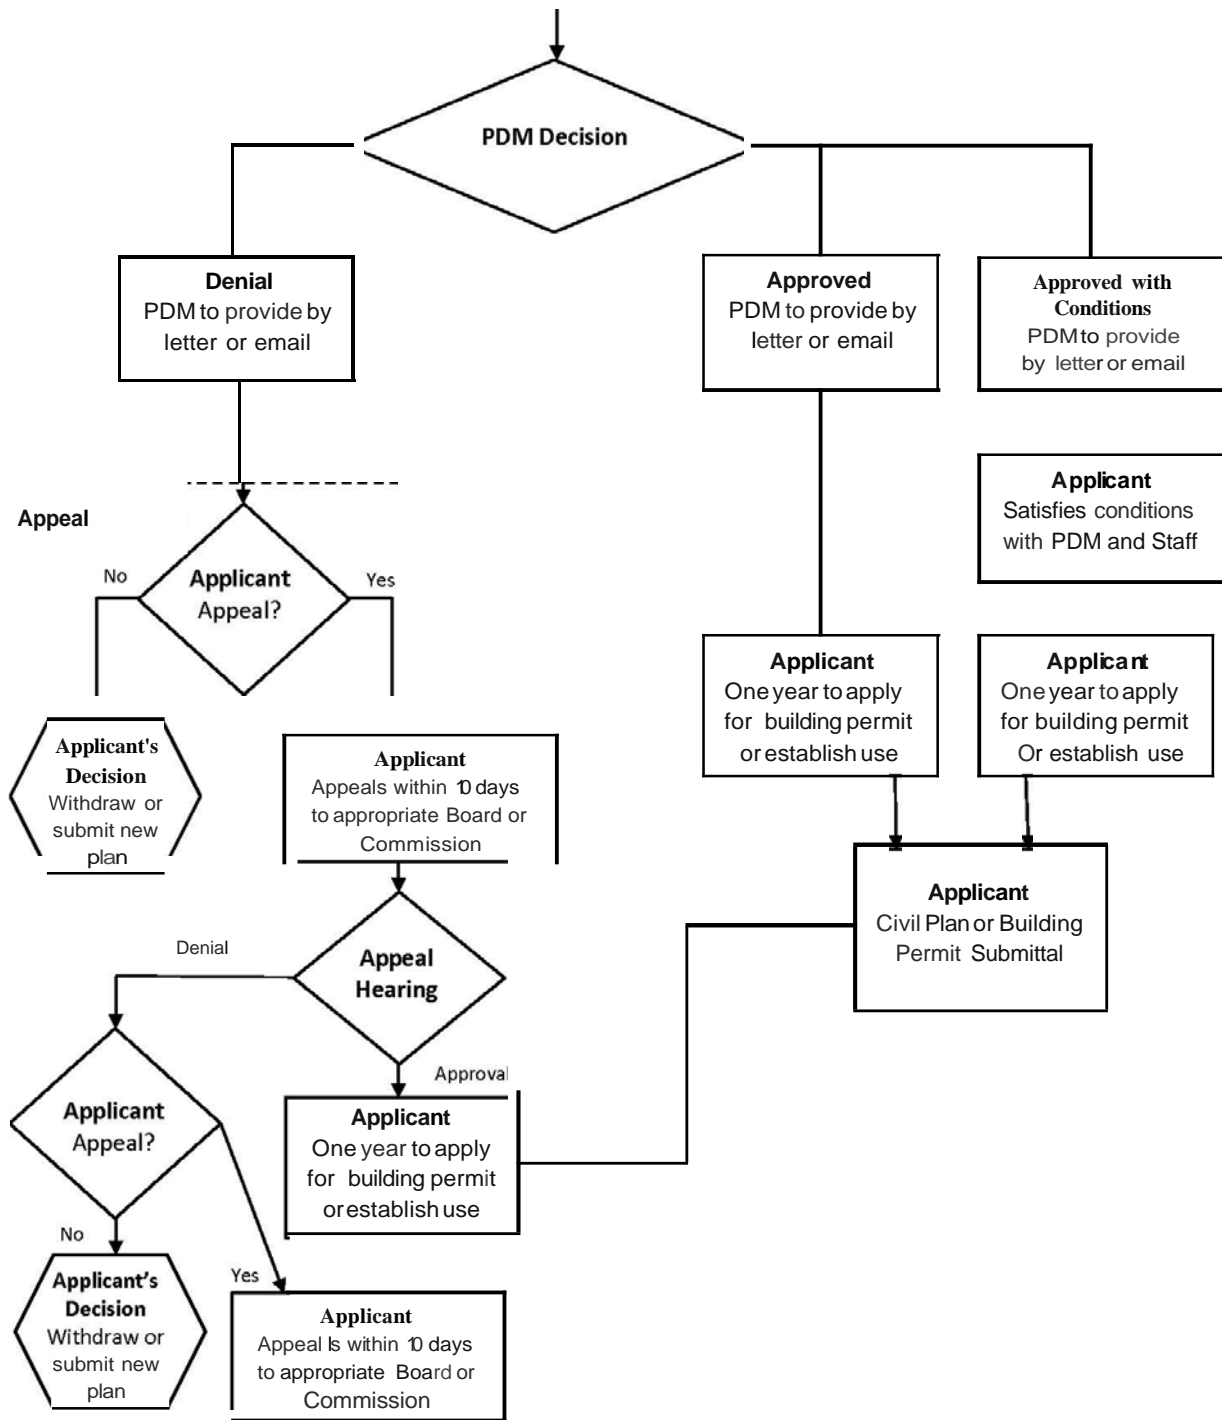 PDM Decision
Denial
PDM to provide by
letter or email
Approved
PDM to provide by
letter or email
Approved with
Conditions
PDM to provide
by letter or email
Appeal
Applicant
Satisfies conditions
with PDM and Staff
No
Applicant
Appeal?
Yes
Applicant
One year to apply
for building permit
or establish use
Applicant
One year to apply
for building permit
Or establish use
Applicant's
Decision
Withdraw or
submit new
plan
Applicant
Appeals within 10 days
to appropriate Board or
Commission
Applicant
Civil Plan or Building
Permit Submittal
Denial
Appeal
Hearing
Approval
Applicant
Appeal?
Applicant
One year to apply
for building permit
or establish use
No
Yes
Applicant's
Decision
Withdraw or
submit new
plan
Applicant
Appeal Is within 10 days
to appropriate Board or
Commission